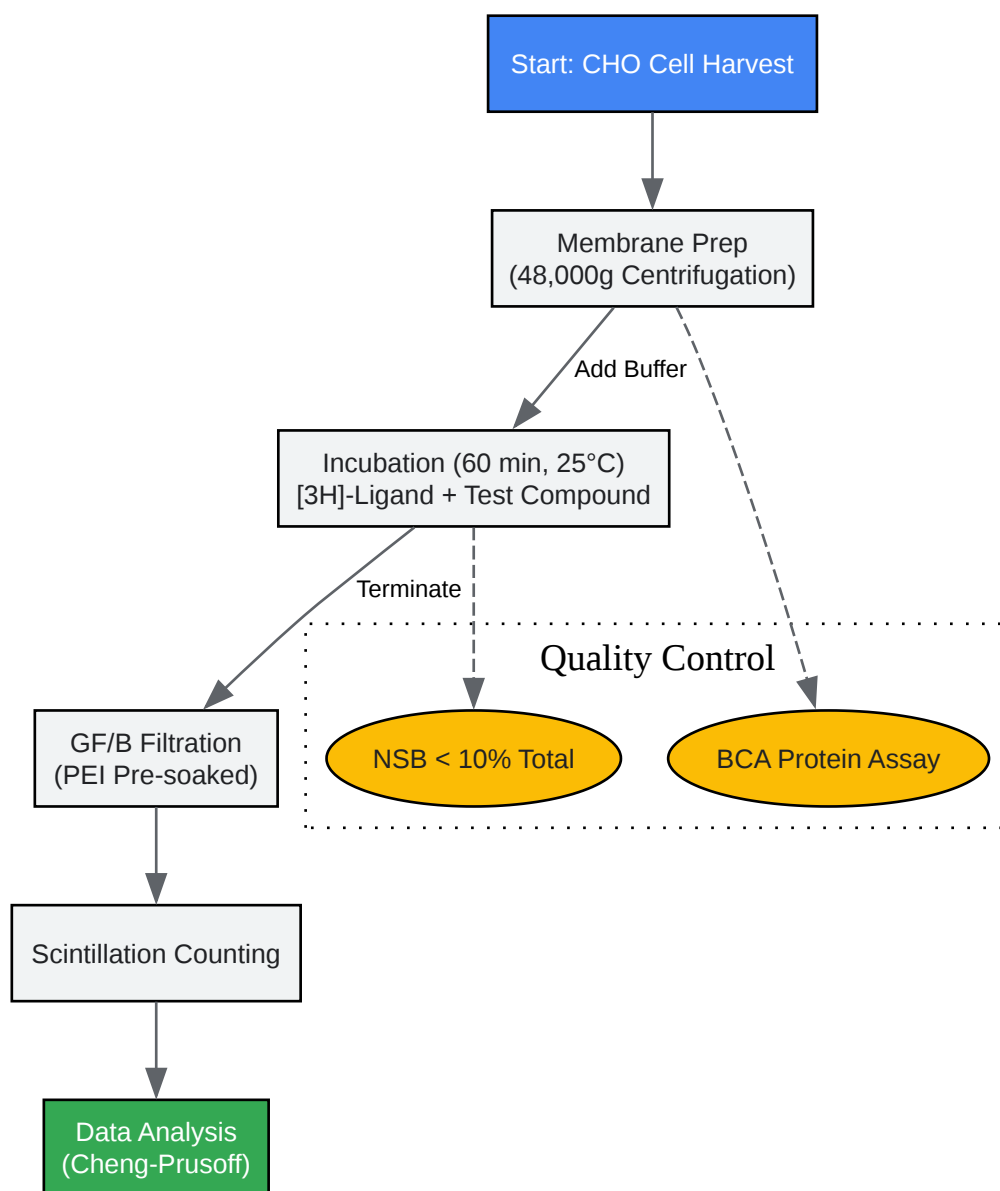 Start: CHO Cell Harvest
Membrane Prep
(48,000g Centrifugation)
Add Buffer
Incubation (60 min, 25°C)
[3H]-Ligand + Test Compound
Terminate
Quality Control
GF/B Filtration
(PEI Pre-soaked)
NSB < 10% Total
BCA Protein Assay
Scintillation Counting
Data Analysis
(Cheng-Prusoff)